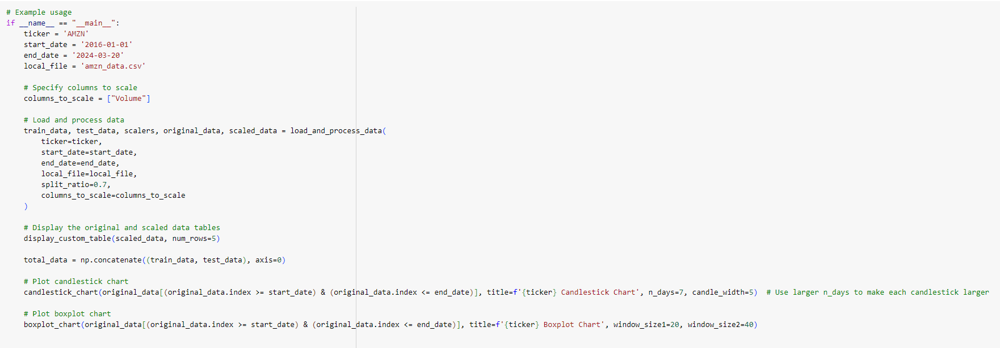 # Example usage
if __name__ == "__main__":
    ticker = 'AMZN'
    start_date = '2016-01-01'
    end_date = '2024-03-20'
    local_file = 'amzn_data.csv'

    # Specify columns to scale
    columns_to_scale = ["Volume"]

    # Load and process data
    train_data, test_data, scalers, original_data, scaled_data = load_and_process_data(
        ticker=ticker,
        start_date=start_date,
        end_date=end_date,
        local_file=local_file,
        split_ratio=0.7,
        columns_to_scale=columns_to_scale
    )

    # Display the original and scaled data tables
    display_custom_table(scaled_data, num_rows=5)

    total_data = np.concatenate((train_data, test_data), axis=0)

    # Plot candlestick chart
    candlestick_chart(original_data[(original_data.index >= start_date) & (original_data.index <= end_date)], title=f'{ticker} Candlestick Chart', n_days=7, candle_width=5)  # Use larger n_days to make each candlestick larger

    # Plot boxplot chart
    boxplot_chart(original_data[(original_data.index >= start_date) & (original_data.index <= end_date)], title=f'{ticker} Boxplot Chart', window_size1=20, window_size2=40)